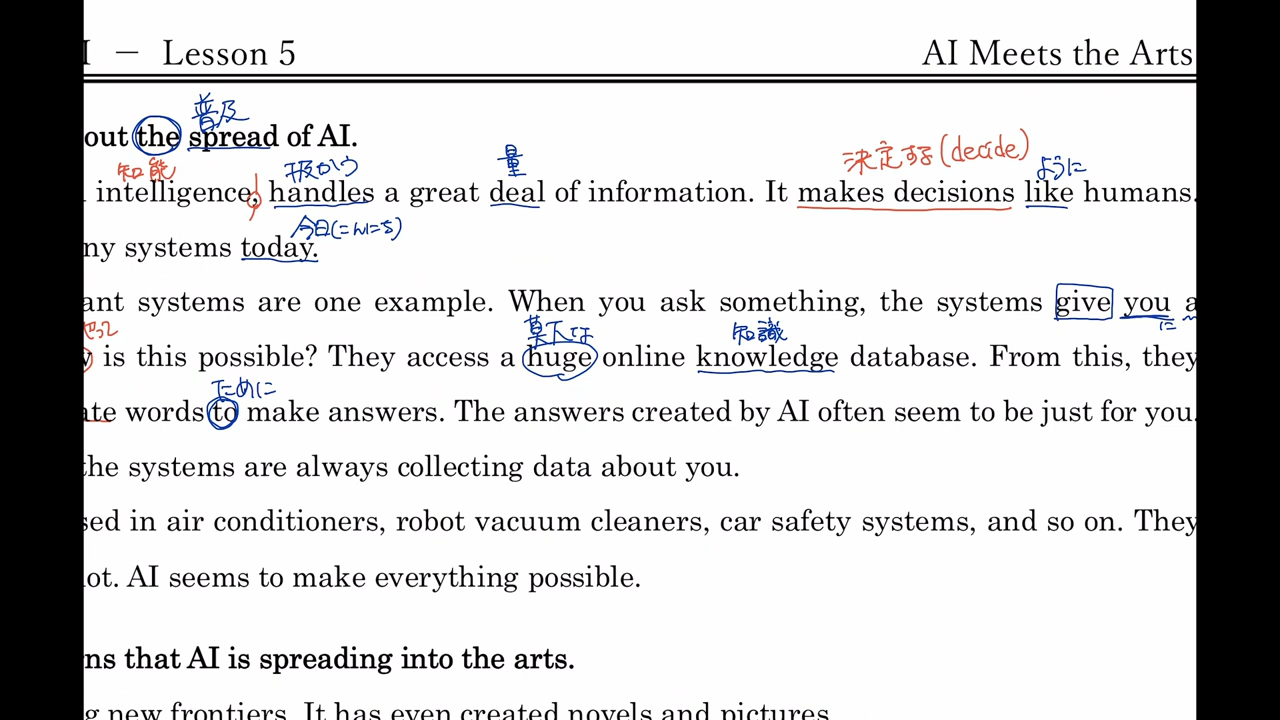 I — Lesson 5 AI Meets the Arts
普及
out the spread of AI.
知能 扱かう 量 決定する(decide) ように
intelligence, handles a great deal of information. It makes decisions like humans.
今日
ny systems today.
ant systems are one example. When you ask something, the systems give you a
に
莫大な 知識
is this possible? They access a huge online knowledge database. From this, they
ために
ate words to make answers. The answers created by AI often seem to be just for you.
the systems are always collecting data about you.
sed in air conditioners, robot vacuum cleaners, car safety systems, and so on. They
lot. AI seems to make everything possible.
ns that AI is spreading into the arts.
g new frontiers. It has even created novels and pictures